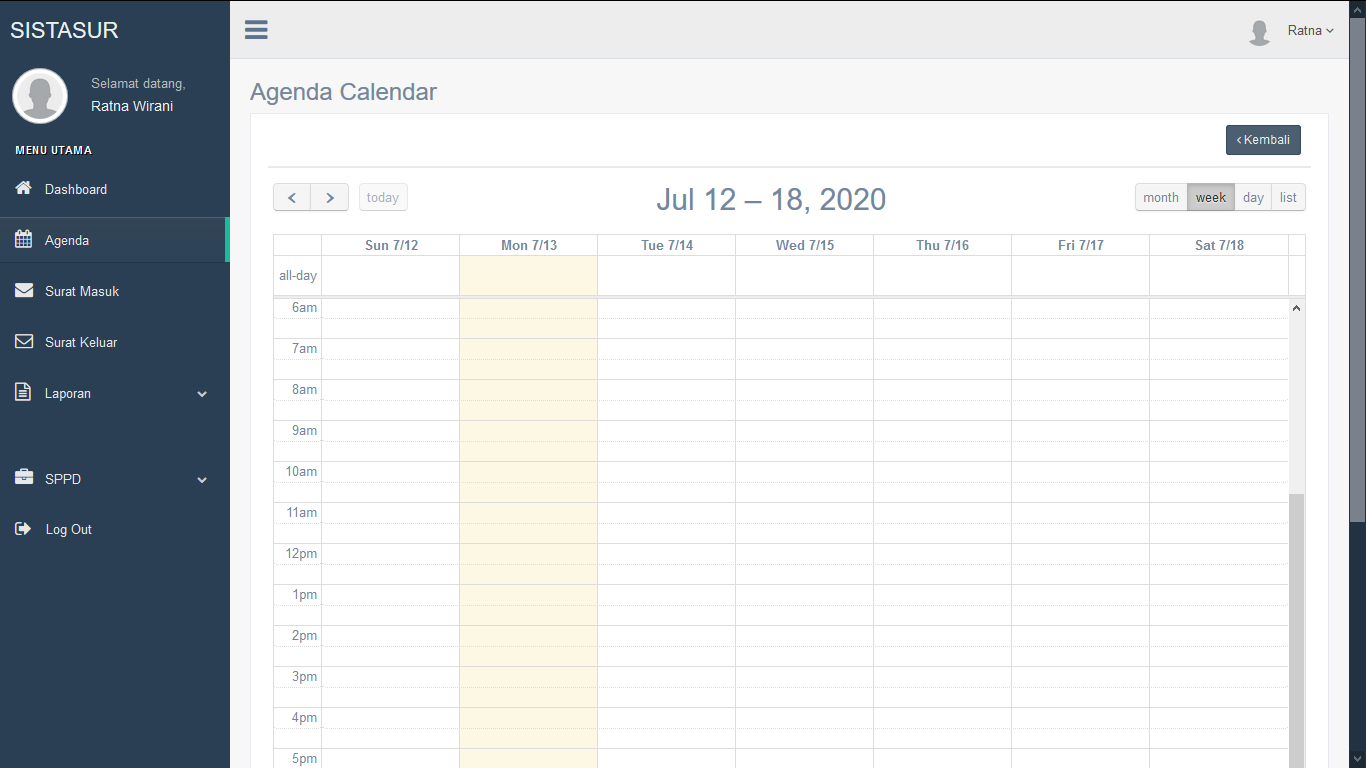 SISTASUR
Ratna
Selamat datang,
Ratna Wirani
MENU UTAMA
Dashboard
Agenda
Surat Masuk
Surat Keluar
Laporan
SPPD
Log Out
Agenda Calendar
Kembali
today
Jul 12 – 18, 2020
month week day list
Sun 7/12 Mon 7/13 Tue 7/14 Wed 7/15 Thu 7/16 Fri 7/17 Sat 7/18
all-day
6am
7am
8am
9am
10am
11am
12pm
1pm
2pm
3pm
4pm
5pm